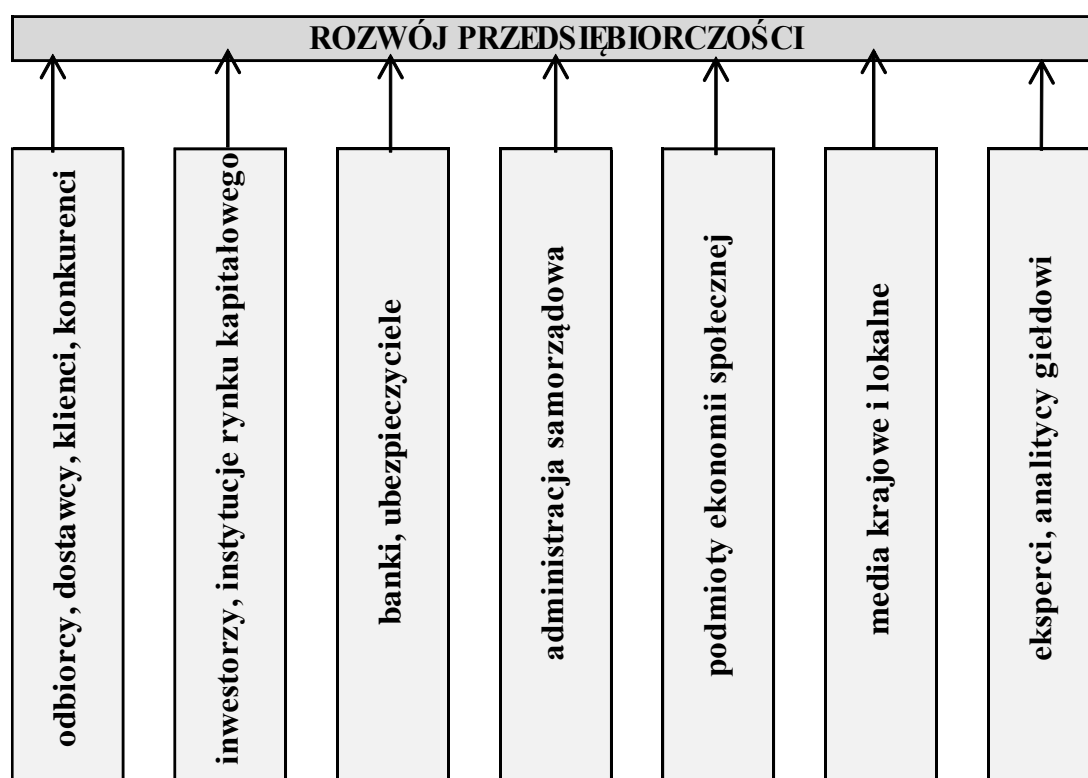 ROZWÓJ PRZEDSIĘBIORCZOŚCI
odbiorcy, dostawcy, klienci, konkurenci
inwestorzy, instytucje rynku kapitałowego
banki, ubezpieczyciele
administracja samorządowa
podmioty ekonomii społecznej
media krajowe i lokalne
eksperci, analitycy giełdowi